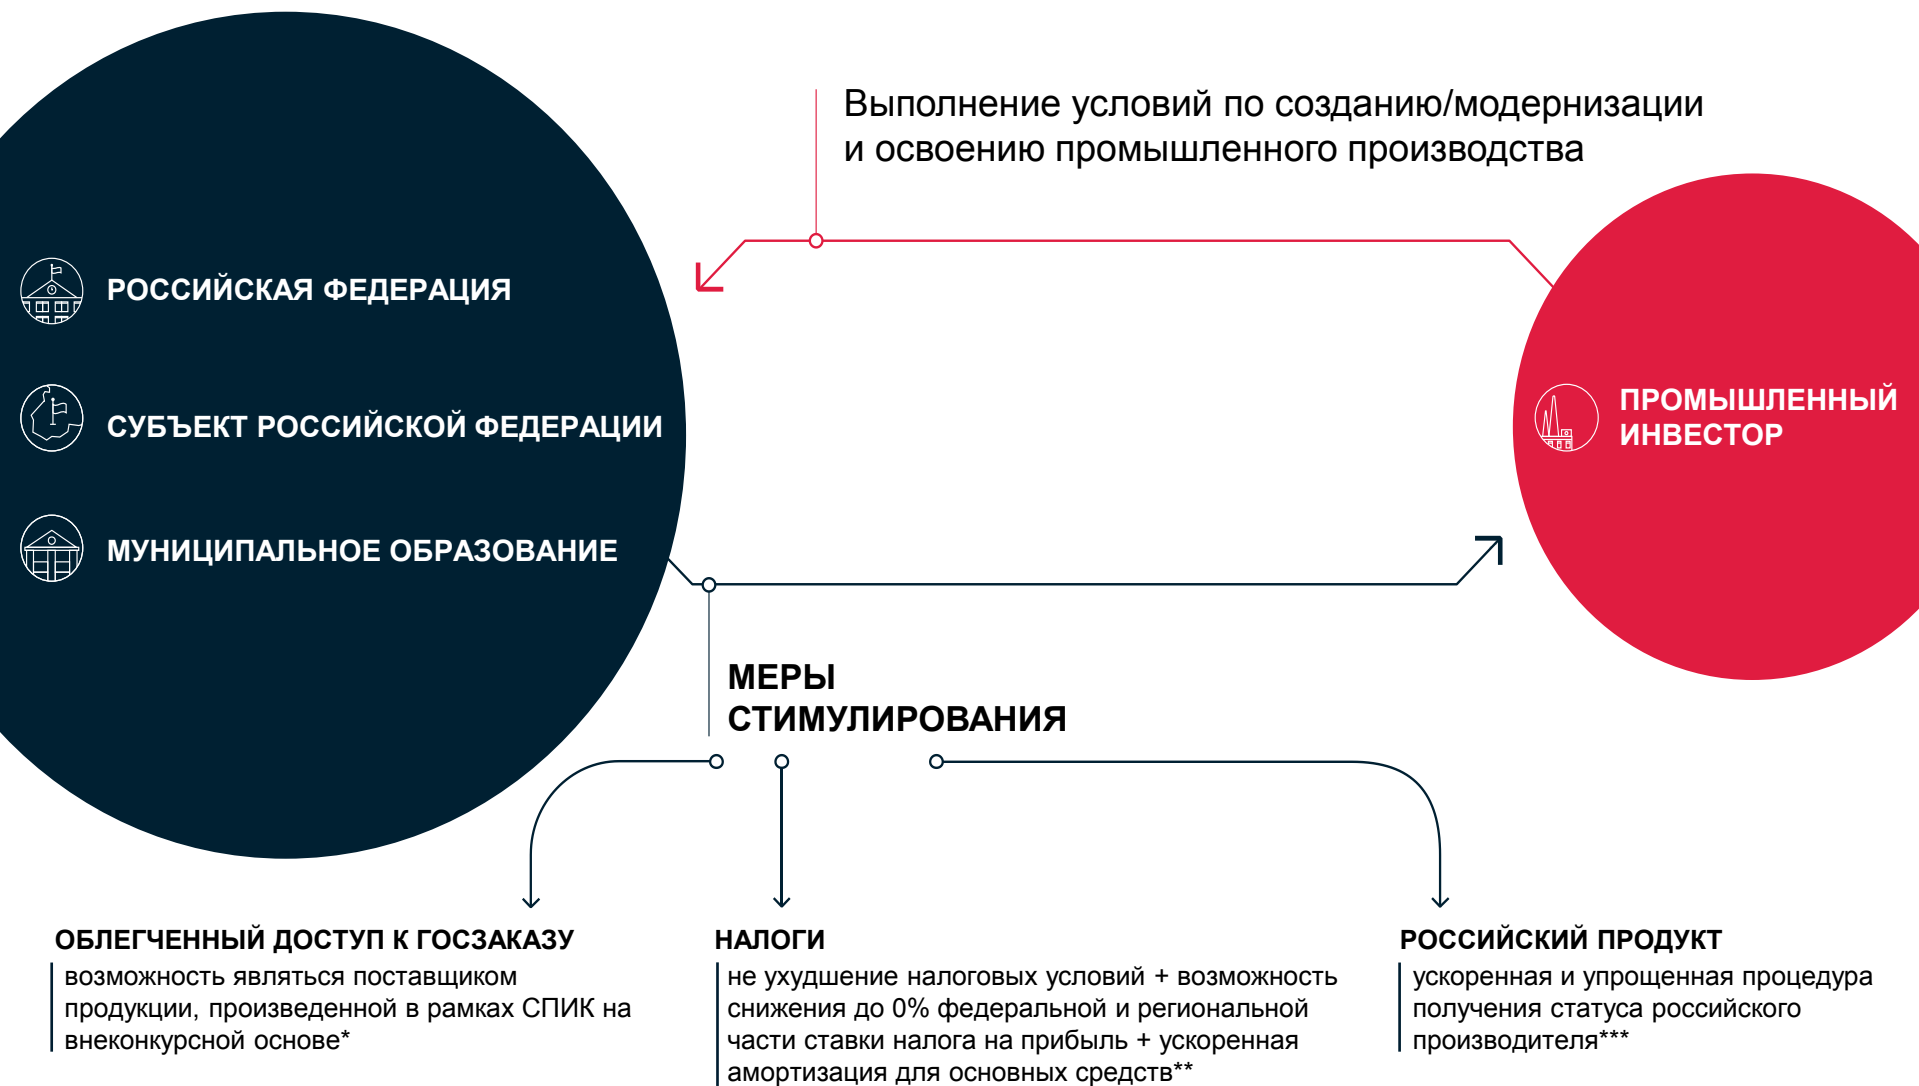 Выполнение условий по созданию/модернизации
и освоению промышленного производства
РОССИЙСКАЯ ФЕДЕРАЦИЯ
СУБЪЕКТ РОССИЙСКОЙ ФЕДЕРАЦИИ
МУНИЦИПАЛЬНОЕ ОБРАЗОВАНИЕ
ПРОМЫШЛЕННЫЙ
ИНВЕСТОР
МЕРЫ
СТИМУЛИРОВАНИЯ
ОБЛЕГЧЕННЫЙ ДОСТУП К ГОСЗАКАЗУ
возможность являться поставщиком
продукции, произведенной в рамках СПИК на
внеконкурсной основе*
НАЛОГИ
не ухудшение налоговых условий + возможность
снижения до 0% федеральной и региональной
части ставки налога на прибыль + ускоренная
амортизация для основных средств**
РОССИЙСКИЙ ПРОДУКТ
ускоренная и упрощенная процедура
получения статуса российского
производителя***